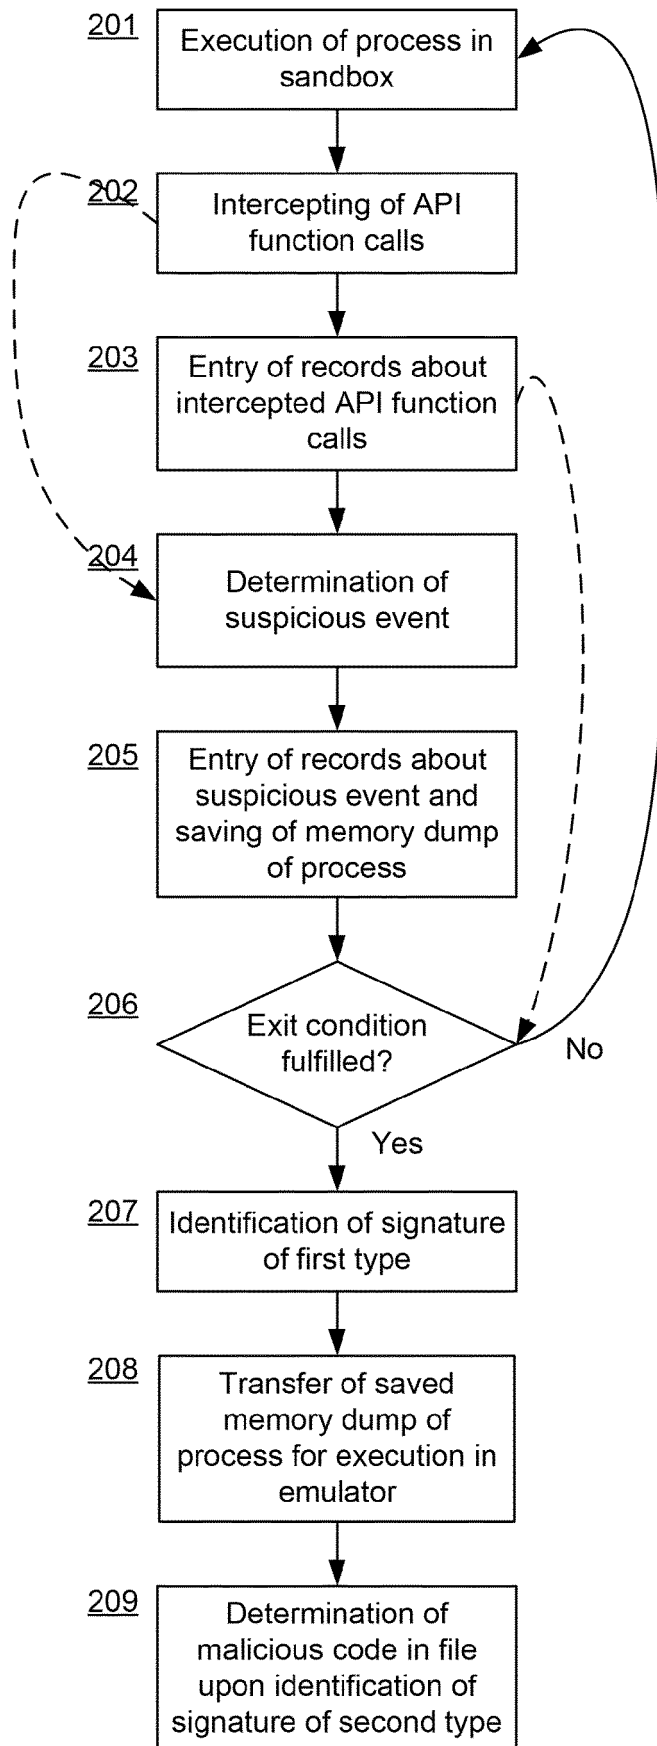 201
Execution of process in
sandbox
202
Intercepting of API
function calls
203
Entry of records about
intercepted API function
calls
204
Determination of
suspicious event
205
Entry of records about
suspicious event and
saving of memory dump
of process
206
Exit condition
fulfilled?
No
Yes
207
Identification of signature
of first type
208
Transfer of saved
memory dump of
process for execution in
emulator
209
Determination of
malicious code in file
upon identification of
signature of second type